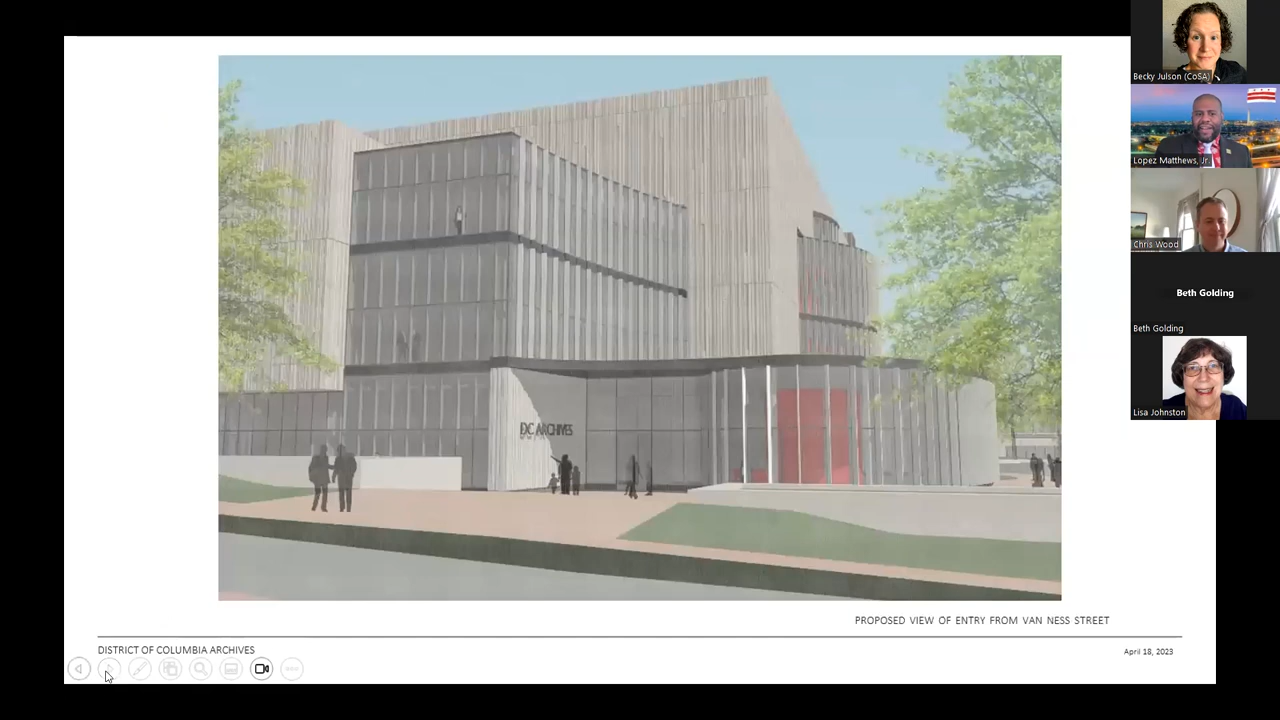 DC ARCHIVES
PROPOSED VIEW OF ENTRY FROM VAN NESS STREET
DISTRICT OF COLUMBIA ARCHIVES
April 18, 2023
Becky Julson (CoSA)
Lopez Matthews, Jr.
Chris Wood
Beth Golding
Beth Golding
Lisa Johnston